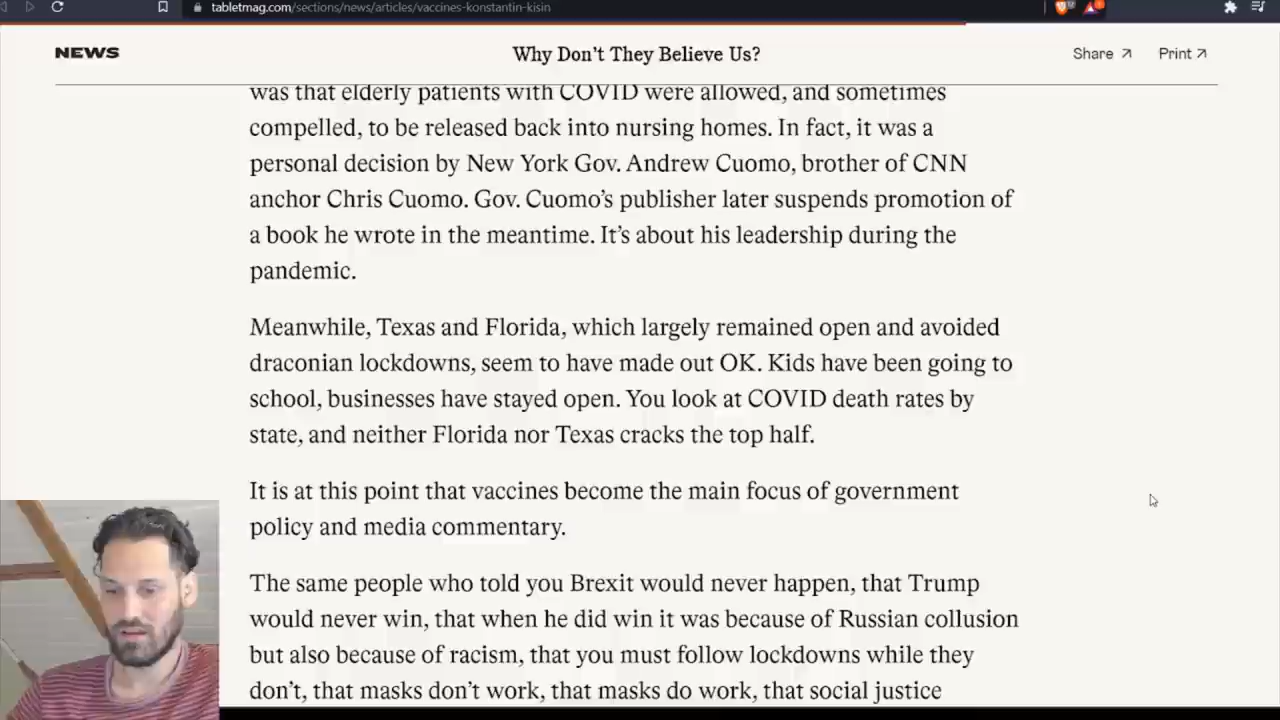 tabletmag.com/sections/news/articles/vaccines-konstantin-kisin
NEWS
Why Don't They Believe Us?
Share ↗
Print ↗
was that elderly patients with COVID were allowed, and sometimes
compelled, to be released back into nursing homes. In fact, it was a
personal decision by New York Gov. Andrew Cuomo, brother of CNN
anchor Chris Cuomo. Gov. Cuomo’s publisher later suspends promotion of
a book he wrote in the meantime. It’s about his leadership during the
pandemic.
Meanwhile, Texas and Florida, which largely remained open and avoided
draconian lockdowns, seem to have made out OK. Kids have been going to
school, businesses have stayed open. You look at COVID death rates by
state, and neither Florida nor Texas cracks the top half.
It is at this point that vaccines become the main focus of government
policy and media commentary.
The same people who told you Brexit would never happen, that Trump
would never win, that when he did win it was because of Russian collusion
but also because of racism, that you must follow lockdowns while they
don’t, that masks don’t work, that masks do work, that social justice